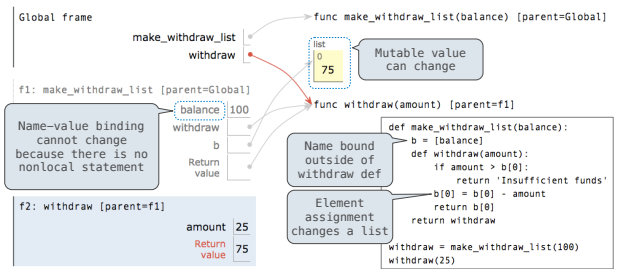 Global frame
make_withdraw_list
withdraw
func make_withdraw_list(balance) [parent=Global]
list
0
75
Mutable value
can change
f1: make_withdraw_list [parent=Global]
balance 100
withdraw
b
Return
value
Name-value binding
cannot change
because there is no
nonlocal statement
func withdraw(amount) [parent=f1]
f2: withdraw [parent=f1]
amount 25
Return
value 75
Name bound
outside of
withdraw def
Element
assignment
changes a list
def make_withdraw_list(balance):
b = [balance]
def withdraw(amount):
if amount > b[0]:
return 'Insufficient funds'
b[0] = b[0] - amount
return b[0]
return withdraw
withdraw = make_withdraw_list(100)
withdraw(25)